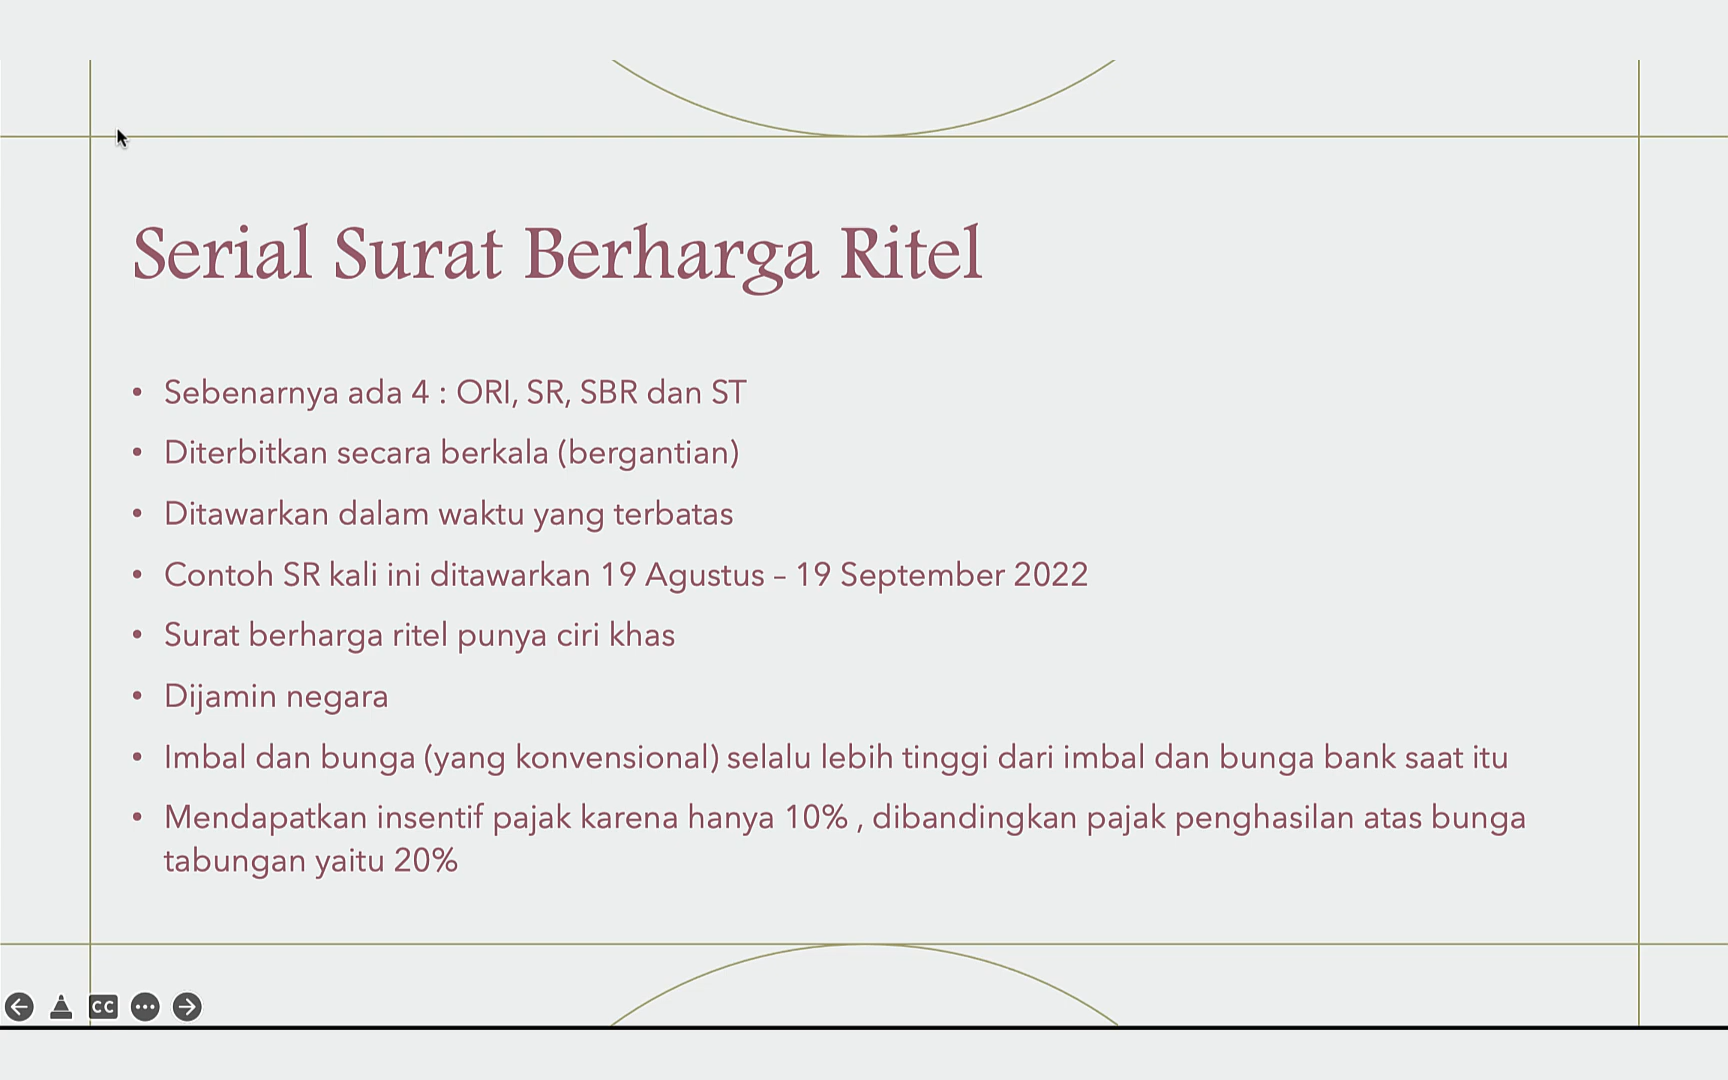 Serial Surat Berharga Ritel
• Sebenarnya ada 4 : ORI, SR, SBR dan ST
• Diterbitkan secara berkala (bergantian)
• Ditawarkan dalam waktu yang terbatas
• Contoh SR kali ini ditawarkan 19 Agustus – 19 September 2022
• Surat berharga ritel punya ciri khas
• Dijamin negara
• Imbal dan bunga (yang konvensional) selalu lebih tinggi dari imbal dan bunga bank saat itu
• Mendapatkan insentif pajak karena hanya 10% , dibandingkan pajak penghasilan atas bunga
tabungan yaitu 20%
CC